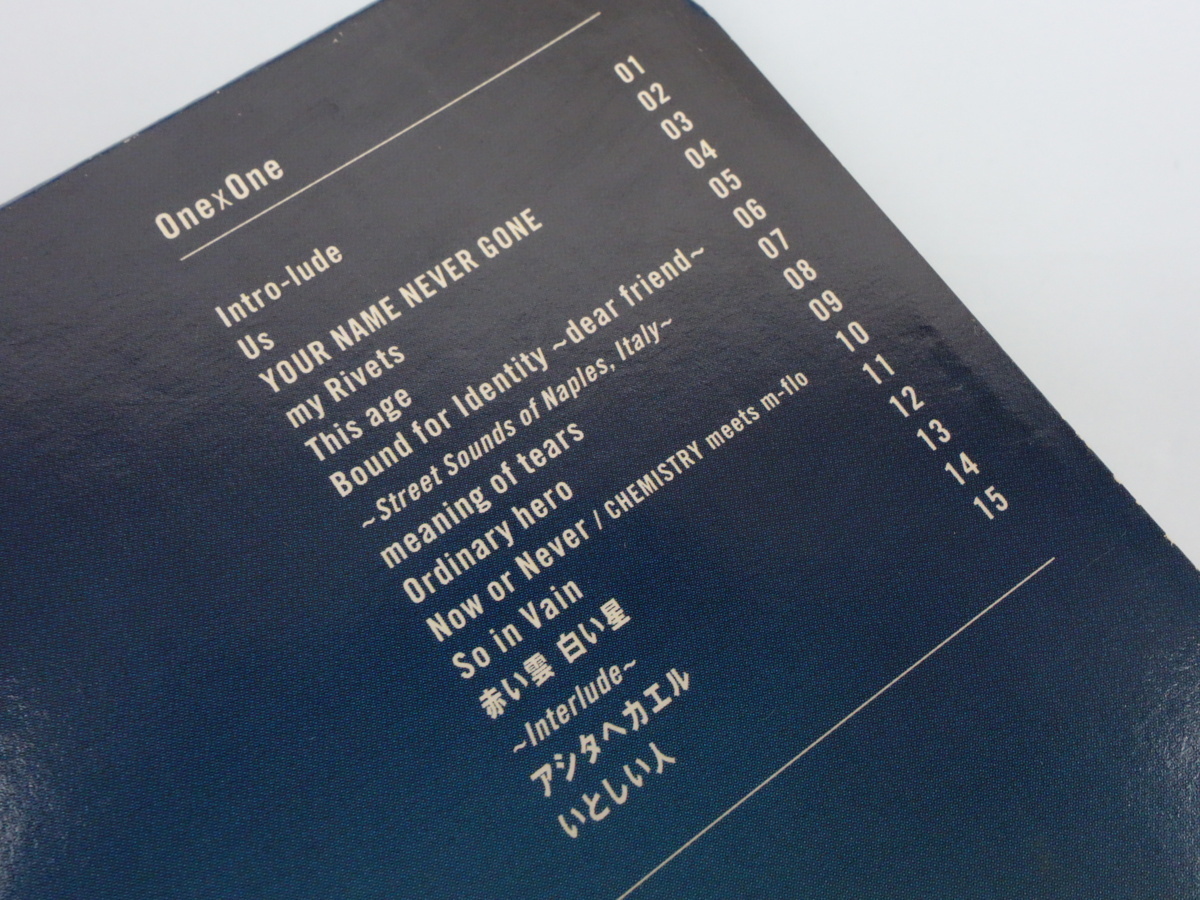 OnexOne
Intro-lude 01
Us 02
YOUR NAME NEVER GONE 03
my Rivets 04
This age 05
Bound for Identity ~dear friend~ 06
~Street Sounds of Naples, Italy~ 07
meaning of tears 08
Ordinary hero 09
Now or Never / CHEMISTRY meets m-flo 10
So in Vain 11
赤い雲 白い星 12
~Interlude~ 13
アシタヘカエル 14
いとしい人 15